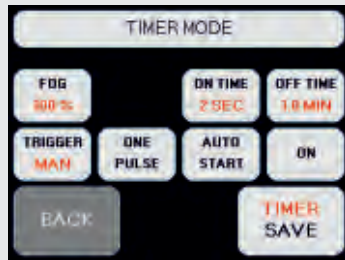 TIMER MODE
FOG
100 %
ON TIME
2 SEC
OFF TIME
1.0 MIN
TRIGGER
MAN
ONE
PULSE
AUTO
START
ON
BACK
TIMER
SAVE